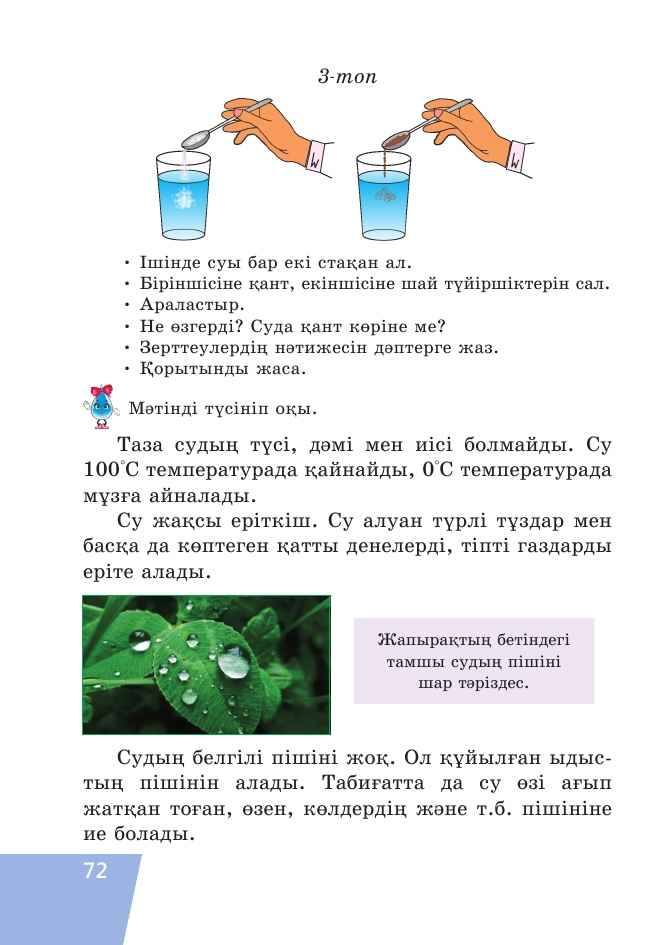 3-топ
• Ішінде суы бар екі стақан ал.
• Біріншісіне қант, екіншісіне шай түйіршіктерін сал.
• Араластыр.
• Не өзгерді? Суда қант көріне ме?
• Зерттеулердің нәтижесін дәптерге жаз.
• Қорытынды жаса.
Мәтінді түсініп оқы.
Таза судың түсі, дәмі мен иісі болмайды. Су
100°С температурада қайнайды, 0°С температурада
мұзға айналады.
Су жақсы еріткіш. Су алуан түрлі тұздар мен
басқа да көптеген қатты денелерді, тіпті газдарды
еріте алады.
Жапырақтың бетіндегі
тамшы судың пішіні
шар тәріздес.
Судың белгілі пішіні жоқ. Ол құйылған ыдыс-
тың пішінін алады. Табиғатта да су өзі ағып
жатқан тоған, өзен, көлдердің және т.б. пішініне
ие болады.
72